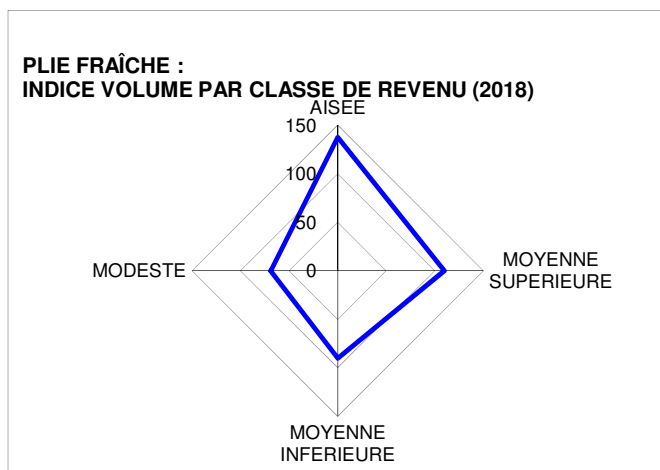 PLIE FRAÎCHE :
INDICE VOLUME PAR CLASSE DE REVENU (2018)
AISEE
150
100
50
0
MODESTE
MOYENNE
SUPERIEURE
MOYENNE
INFERIEURE